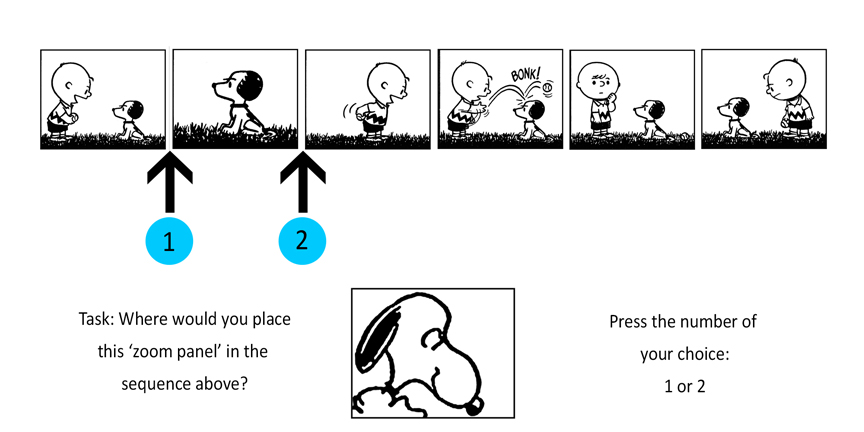 BONK!
1
2
Task: Where would you place
this ‘zoom panel’ in the
sequence above?
Press the number of
your choice:
1 or 2